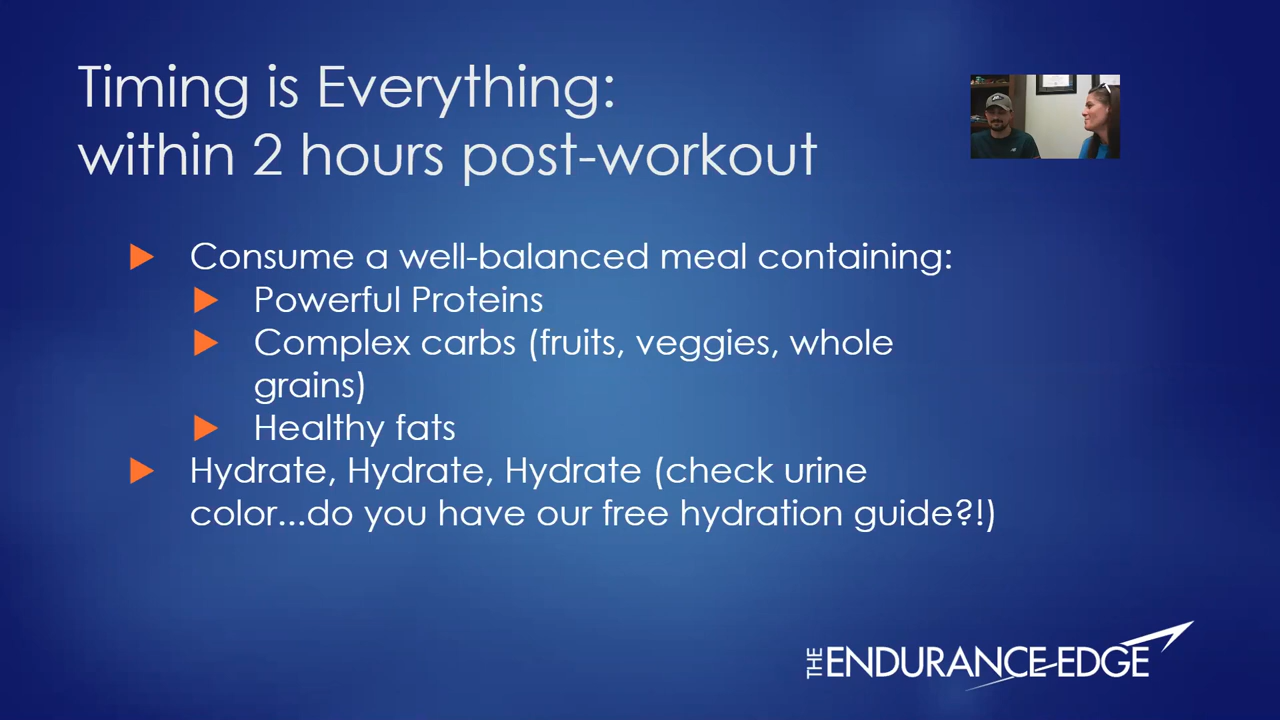 Timing is Everything:
within 2 hours post-workout
Consume a well-balanced meal containing:
Powerful Proteins
Complex carbs (fruits, veggies, whole
grains)
Healthy fats
Hydrate, Hydrate, Hydrate (check urine
color...do you have our free hydration guide?!)
THE ENDURANCE EDGE